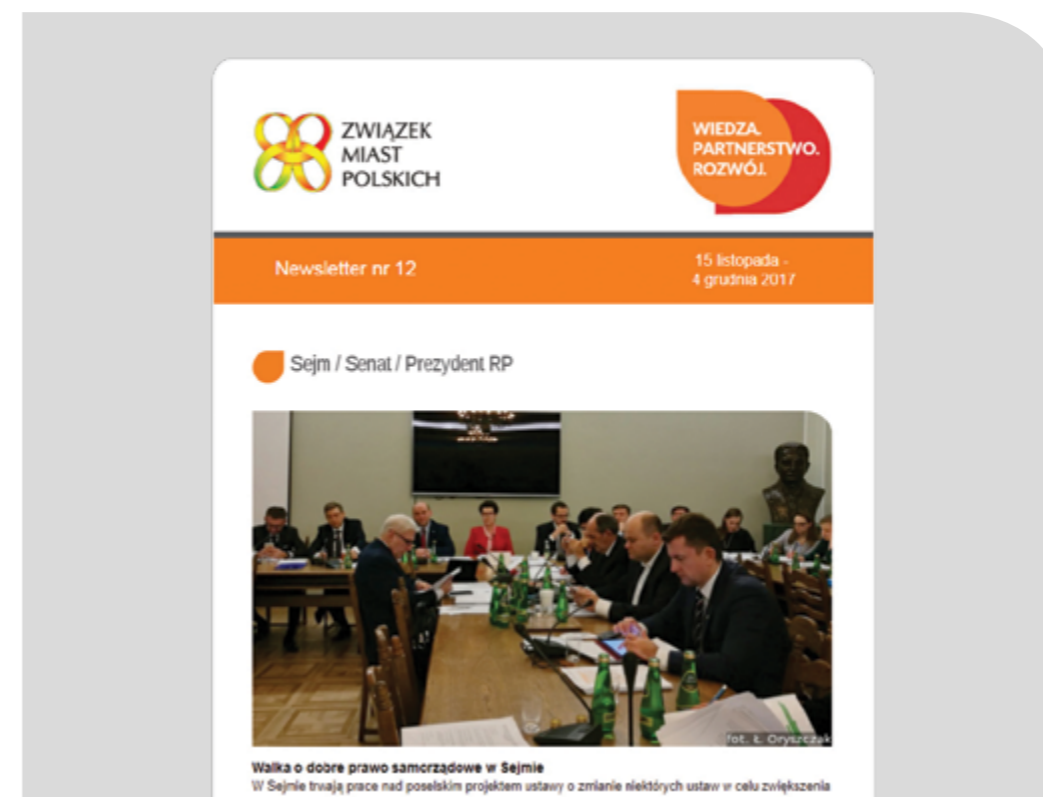 ZWIĄZEK
MIAST
POLSKICH
WIEDZA.
PARTNERSTWO.
ROZWÓJ.
Newsletter nr 12
15 listopada -
4 grudnia 2017
Sejm / Senat / Prezydent RP
fot. Ł. Oryszczak
Walka o dobre prawo samorządowe w Sejmie
W Sejmie trwają prace nad poselskim projektem ustawy o zmianie niektórych ustaw w celu zwiększenia